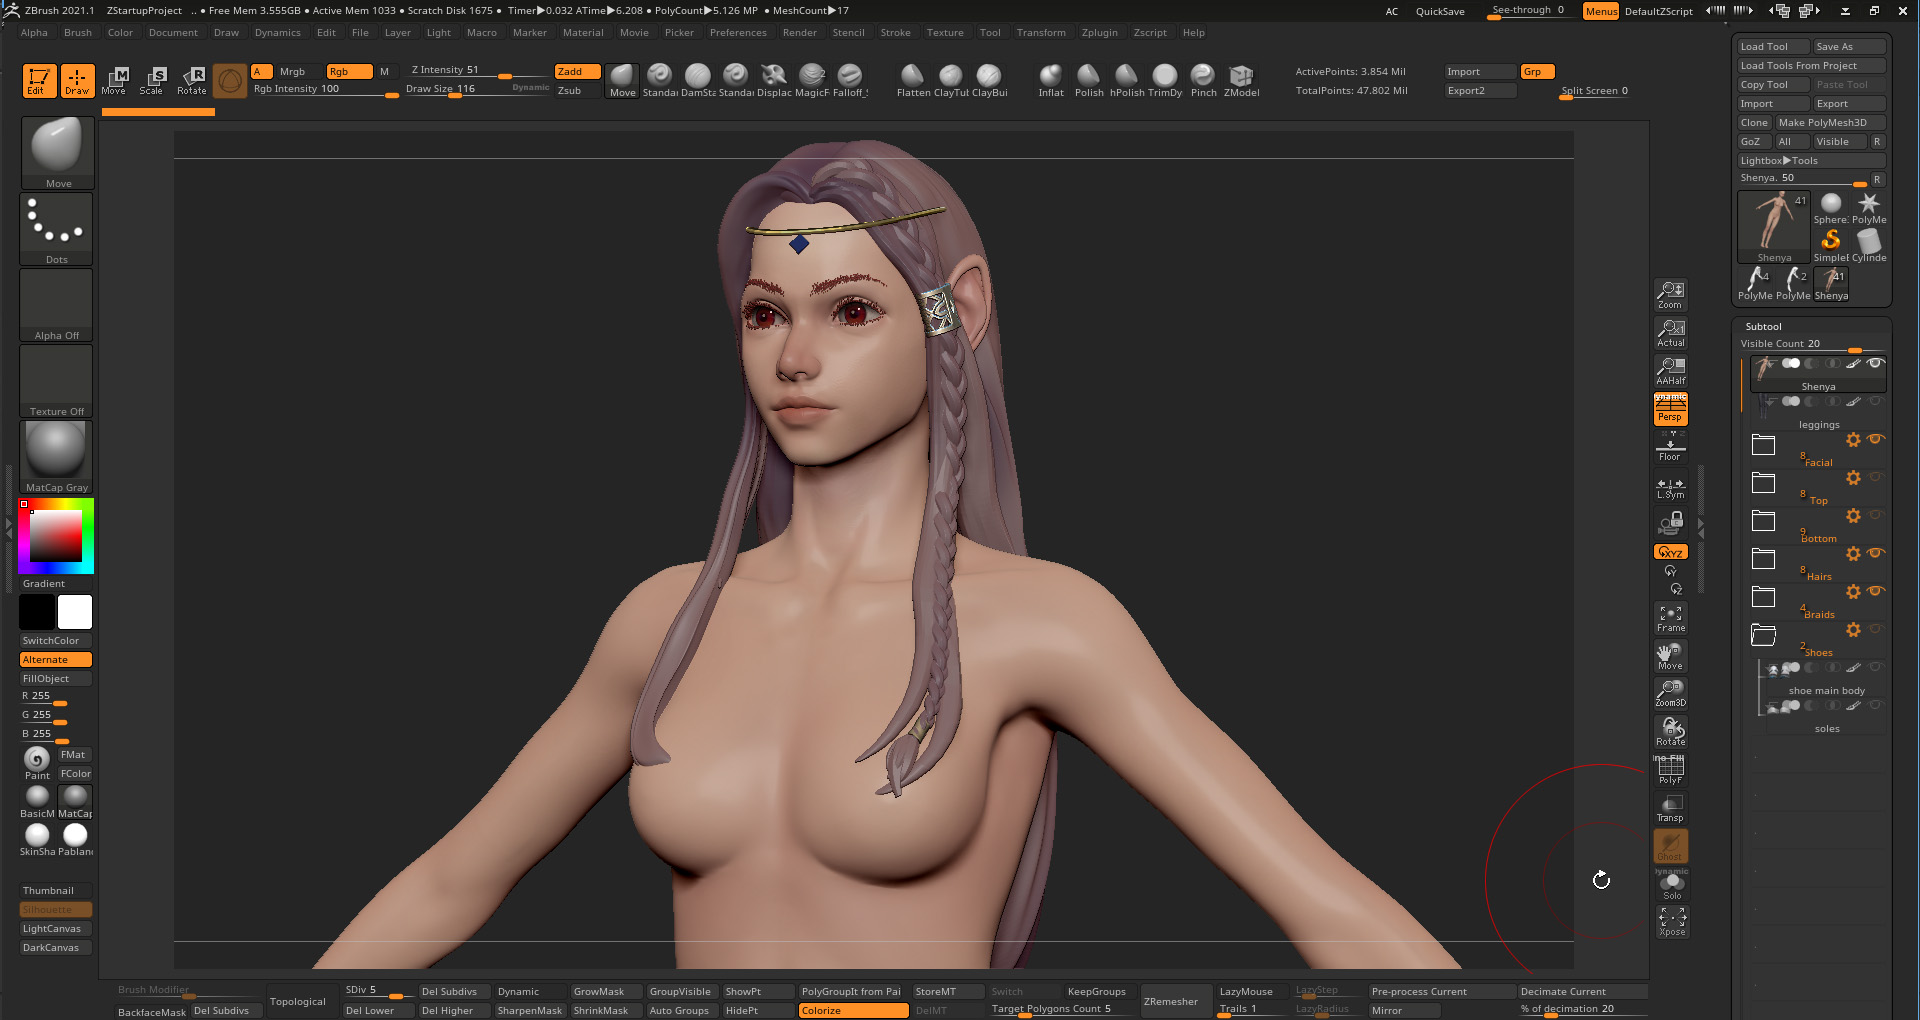 ZBrush 2021.1 ZStartupProject .. • Free Mem 3.555GB • Active Mem 1033 • Scratch Disk 1675 • Timer▶0.032 ATime▶6.208 • PolyCount▶5.126 MP • MeshCount▶17 AC QuickSave See-through 0 Menus DefaultZScript
Alpha Brush Color Document Draw Dynamics Edit File Layer Light Macro Marker Material Movie Picker Preferences Render Stencil Stroke Texture Tool Transform Zplugin Zscript Help
Edit Draw Move Scale Rotate
A Mrgb Rgb M
Rgb Intensity 100
Z Intensity 51
Draw Size 116 Dynamic
Zadd
Zsub
Move Standa DamSta Standa Displac MagicF Falloff_ Flatten ClayTul ClayBui Inflat Polish hPolish TrimDy Pinch ZModel
ActivePoints: 3.854 Mil
TotalPoints: 47.802 Mil
Import Grp
Export2
Split Screen 0
Move
Dots
Alpha Off
Texture Off
MatCap Gray
Gradient
SwitchColor
Alternate
FillObject
R 255
G 255
B 255
Paint FMat
FColor
BasicM MatCap
SkinSha Pablan
Thumbnail
Silhouette
LightCanvas
DarkCanvas
Zoom
Actual
AAHalf
Dynamic
Persp
Floor
L.Sym
XYZ
Y
Z
Frame
Move
Zoom3D
Rotate
PolyF
Transp
Ghost
Dynamic
Solo
Xpose
Load Tool Save As
Load Tools From Project
Copy Tool Paste Tool
Import Export
Clone Make PolyMesh3D
GoZ All Visible R
Lightbox▶Tools
Shenya. 50 R
41
Shenya
Sphere PolyMe
Simple Cylinde
4 2 41
PolyMe PolyMe Shenya
Subtool
Visible Count 20
Shenya
leggings
8 Facial
8 Top
9 Bottom
8 Hairs
4 Braids
2 Shoes
shoe main body
soles
Brush Modifier
BackfaceMask
Del Subdivs
Topological
SDiv 5
Del Lower
Del Subdivs
Del Higher
Dynamic
SharpenMask
GrowMask
ShrinkMask
GroupVisible
Auto Groups
ShowPt
HidePt
PolyGroupIt from Pai
Colorize
StoreMT
DelMT
Switch
KeepGroups
Target Polygons Count 5
ZRemesher
LazyMouse
Trails 1
LazyStep
LazyRadius
Pre-process Current
Mirror
Decimate Current
% of decimation 20